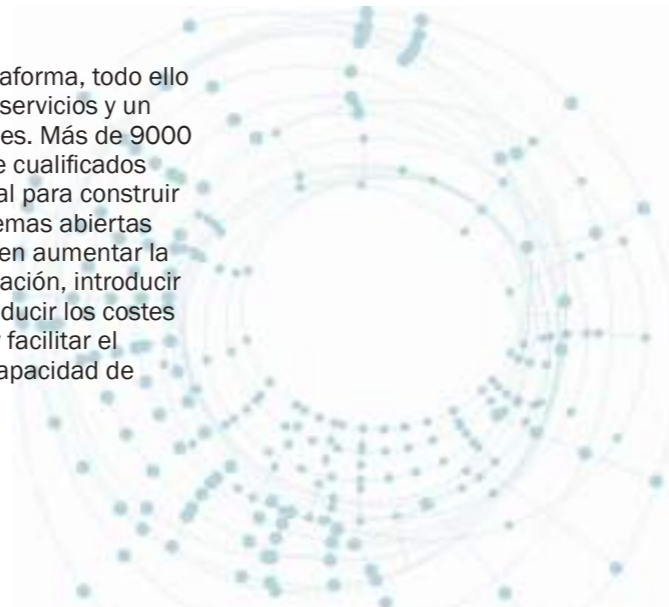 aforma, todo ello
servicios y un
es. Más de 9000
e cualificados
al para construir
emas abiertas
en aumentar la
ación, introducir
ducir los costes
facilitar el
apacidad de